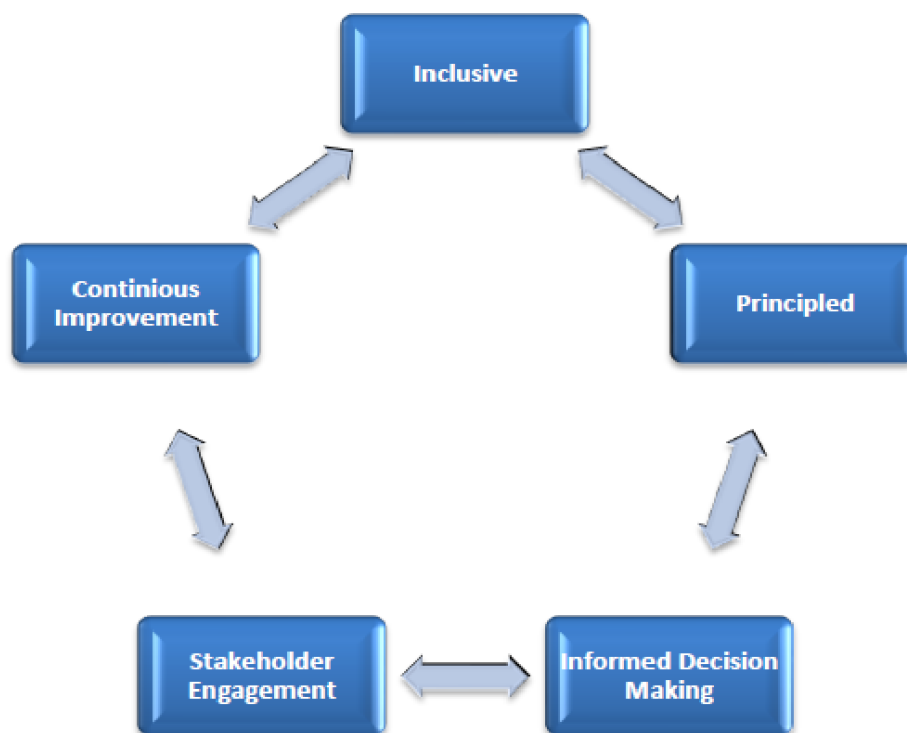 Inclusive
Continious
Improvement
Principled
Stakeholder
Engagement
Informed Decision
Making